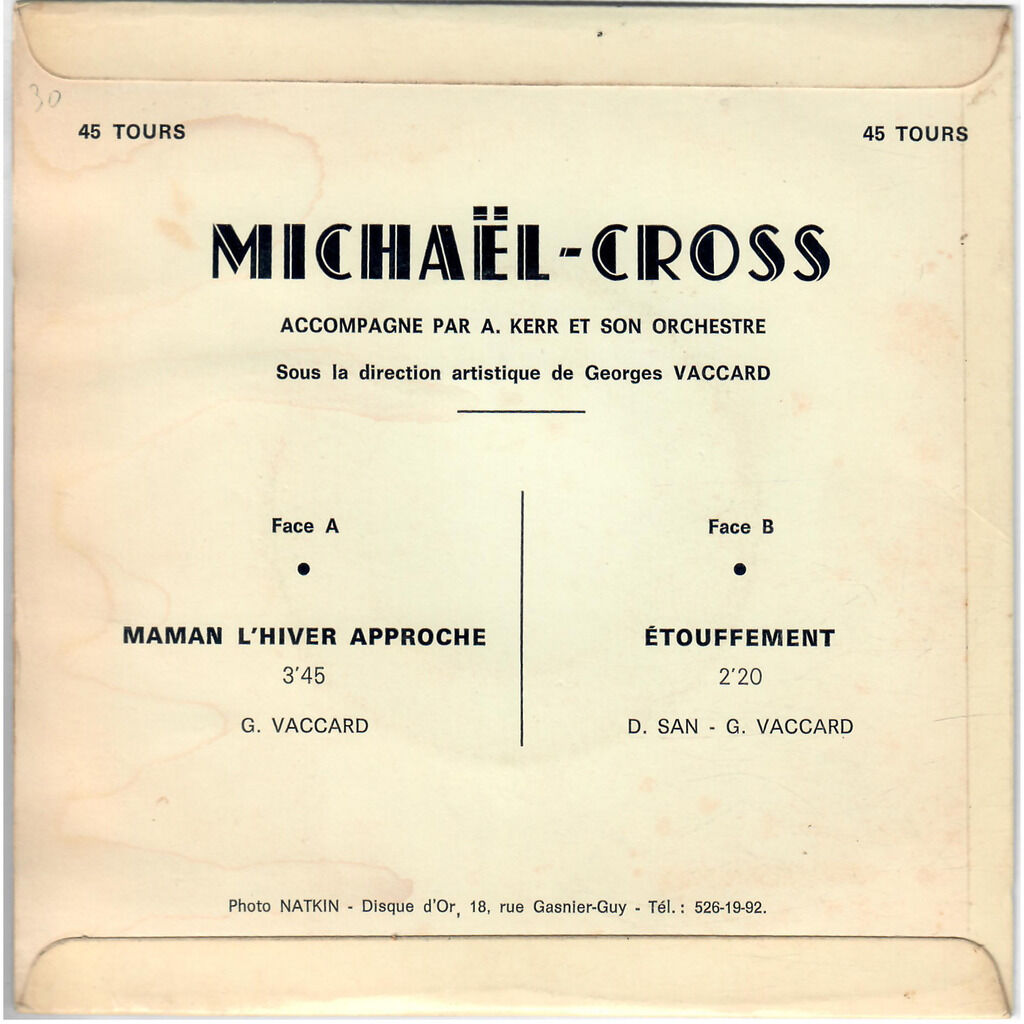 30
45 TOURS
45 TOURS
MICHAËL-CROSS
ACCOMPAGNE PAR A. KERR ET SON ORCHESTRE
Sous la direction artistique de Georges VACCARD
Face A
•
MAMAN L'HIVER APPROCHE
3'45
G. VACCARD
Face B
•
ÉTOUFFEMENT
2'20
D. SAN - G. VACCARD
Photo NATKIN - Disque d'Or, 18, rue Gasnier-Guy - Tél. : 526-19-92.